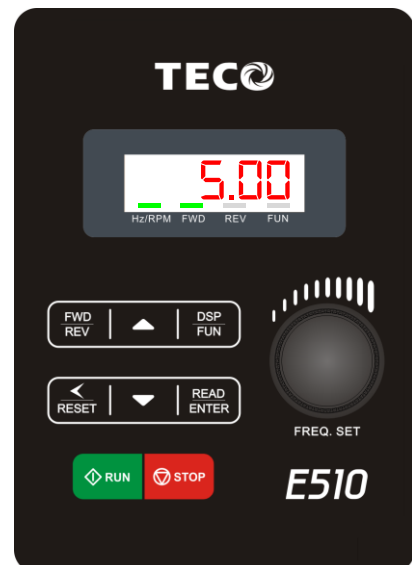 TECO
5.00
Hz/RPM FWD REV FUN
FWD
REV
DSP
FUN
RESET
READ
ENTER
FREQ. SET
RUN STOP
E510